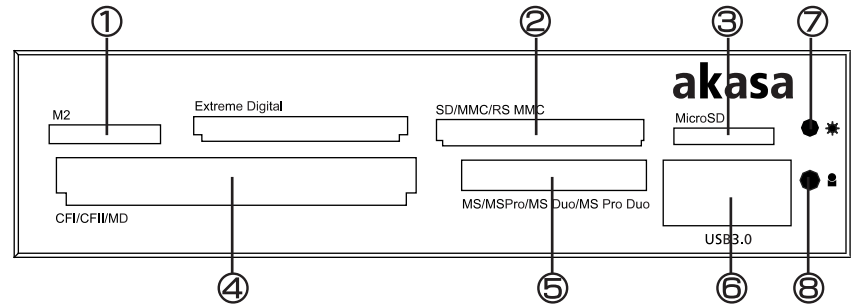 ① ② ③ ⑦
akasa
M2
Extreme Digital
SD/MMC/RS MMC
MicroSD
CFI/CFII/MD
MS/MSPro/MS Duo/MS Pro Duo
USB3.0
④ ⑤ ⑥ ⑧